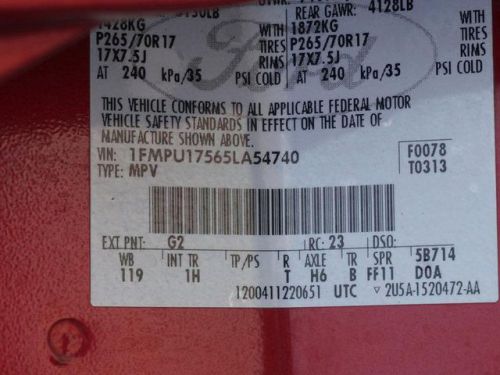 REAR GAWR: 4128LB
1428KG WITH 1872KG WITH
P265/70R17 TIRES P265/70R17 TIRES
17X7.5J RINS 17X7.5J RIMS
AT 240 kPa/35 PSI COLD AT 240 kPa/35 PSI COLD
Ford
THIS VEHICLE CONFORMS TO ALL APPLICABLE FEDERAL MOTOR
VEHICLE SAFETY STANDARDS IN EFFECT ON THE DATE OF
MANUFACTURE SHOWN ABOVE.
VIN: 1FMPU17565LA54740 F0078
TYPE: MPV T0313
EXT PNT: G2 RC: 23 DSO:
WB INT TR TP/PS R AXLE TR SPR 5B714
119 1H T H6 B FF11 D0A
1200411220651 UTC ▽ 2U5A-1520472-AA